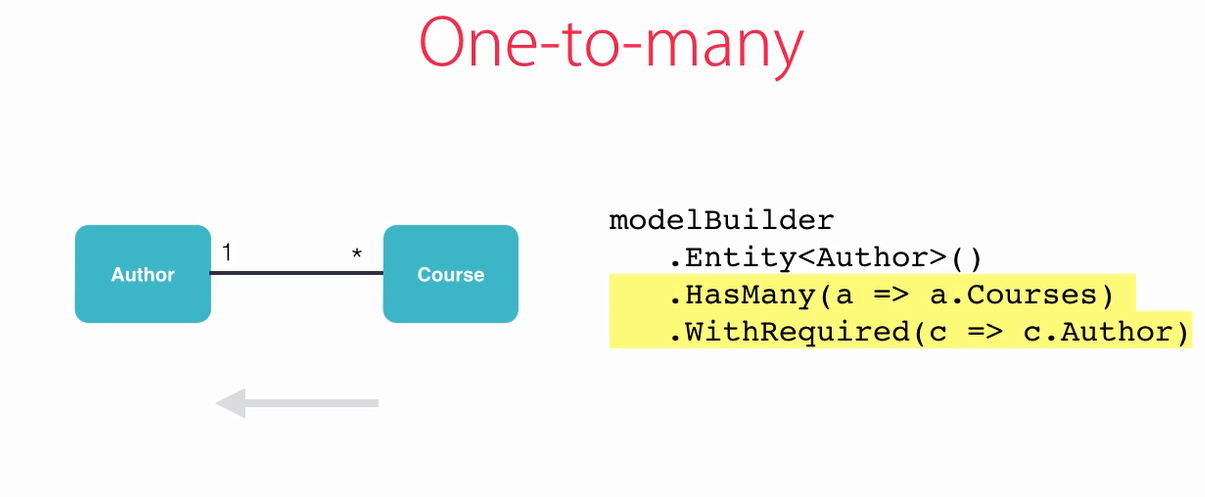 One-to-many
Author
1
*
Course
modelBuilder
.Entity<Author>()
.HasMany(a => a.Courses)
.WithRequired(c => c.Author)